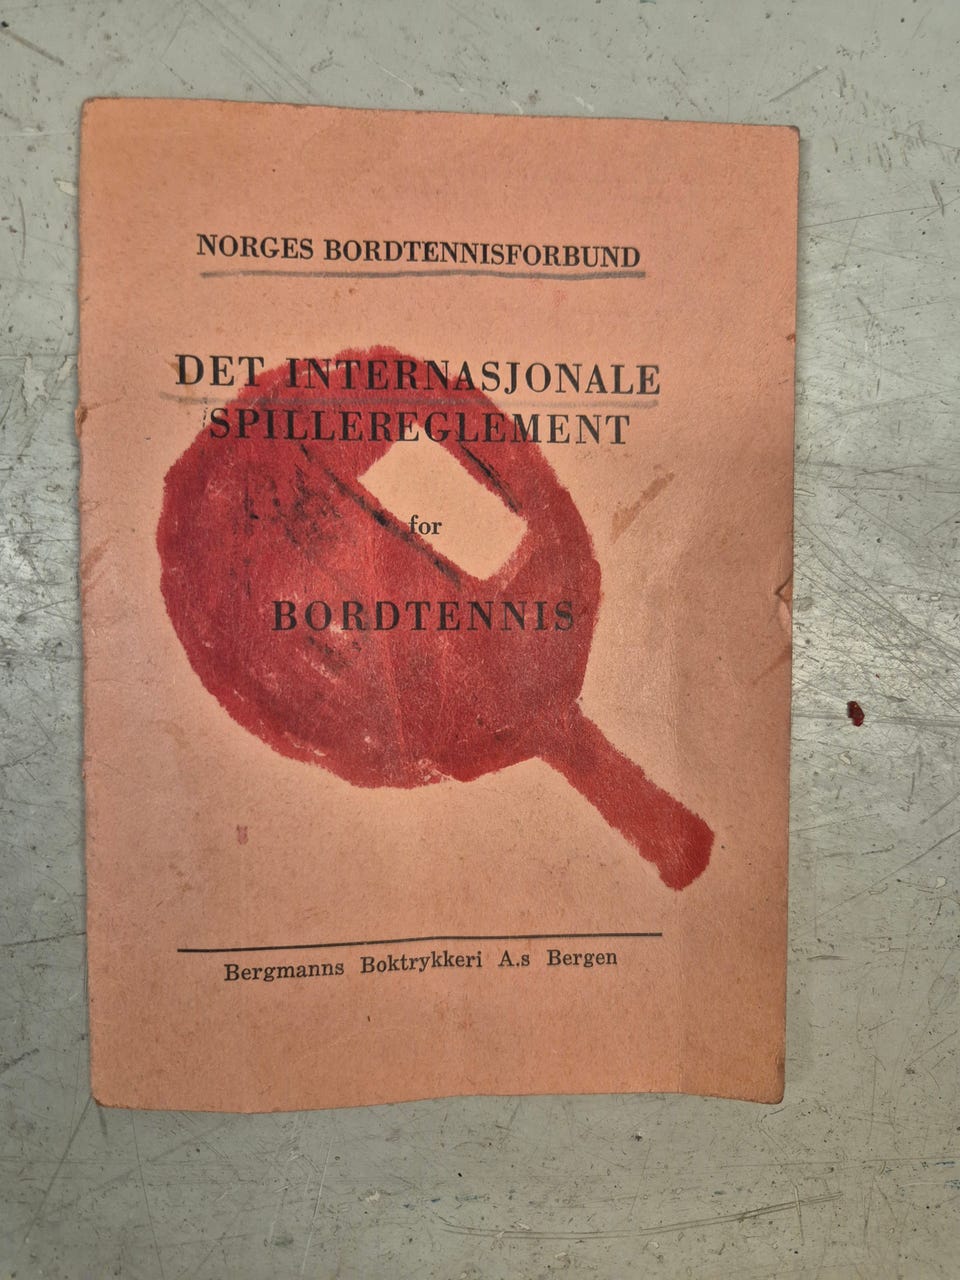 NORGES BORDTENNISFORBUND
DET INTERNASJONALE
SPILLEREGLEMENT
for
BORDTENNIS
Bergmanns Boktrykkeri A.s Bergen